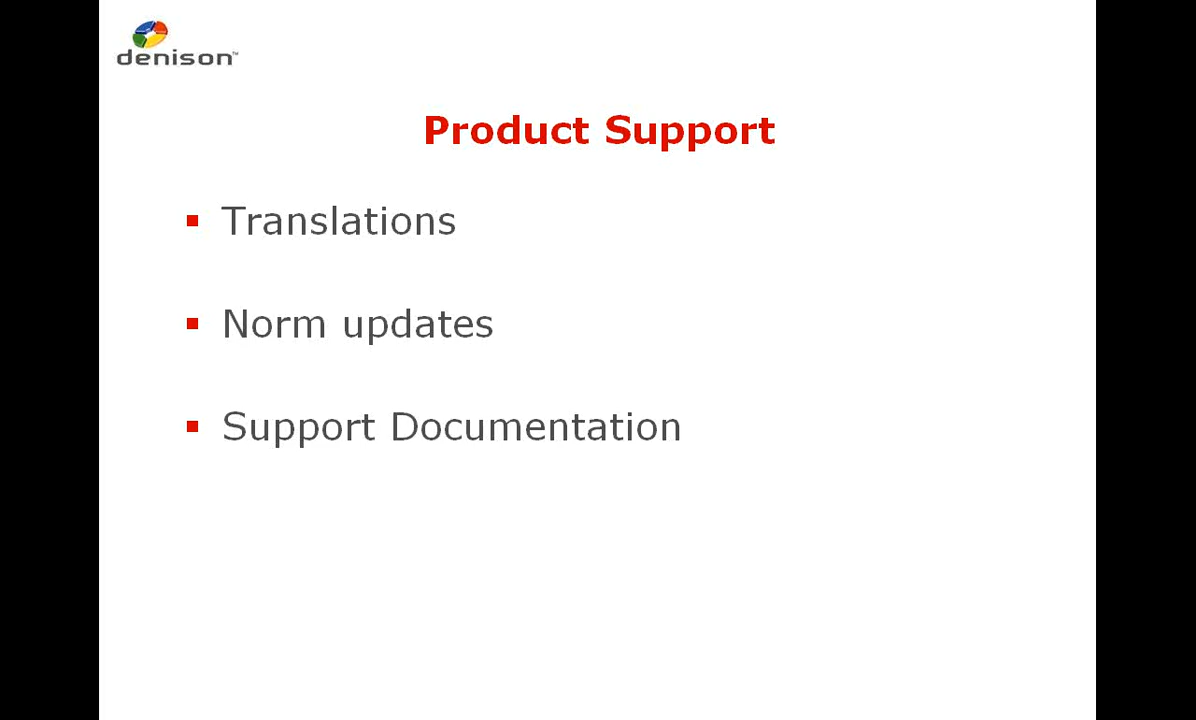 denison™
Product Support
▪ Translations
▪ Norm updates
▪ Support Documentation